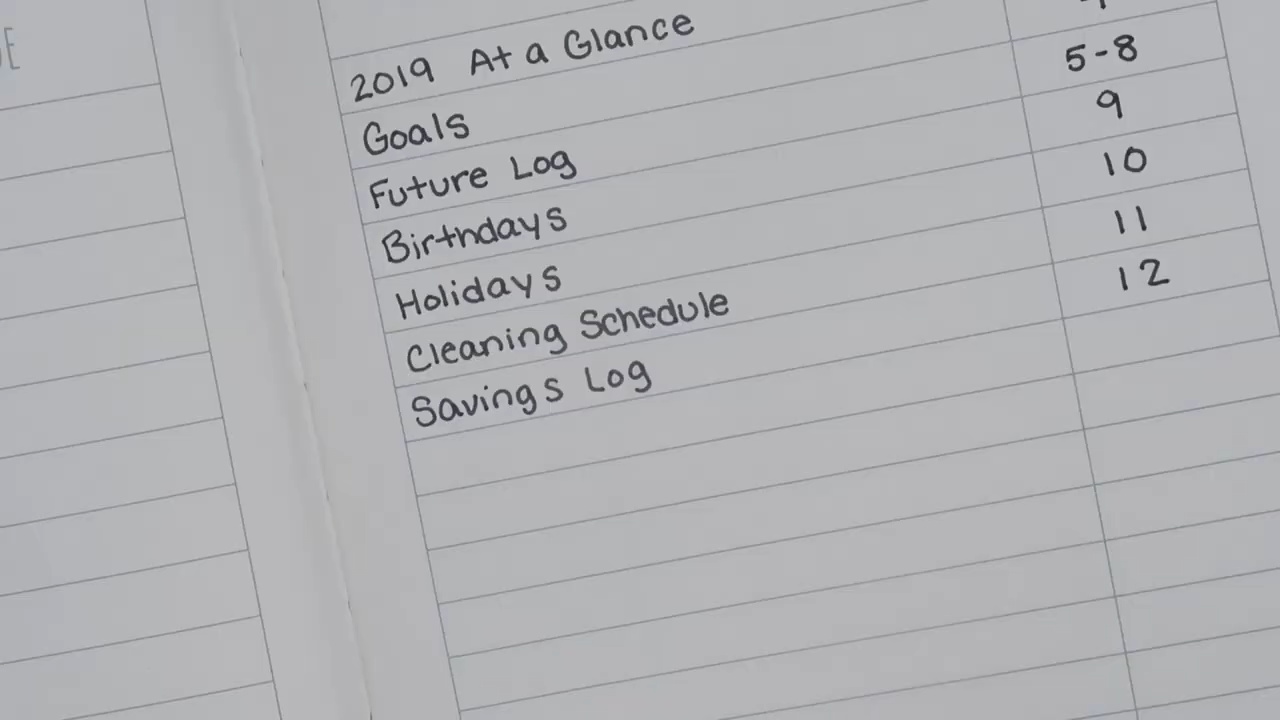 2019 At a Glance
Goals
Future Log 5-8
Birthdays 9
Holidays 10
Cleaning Schedule 11
Savings Log 12